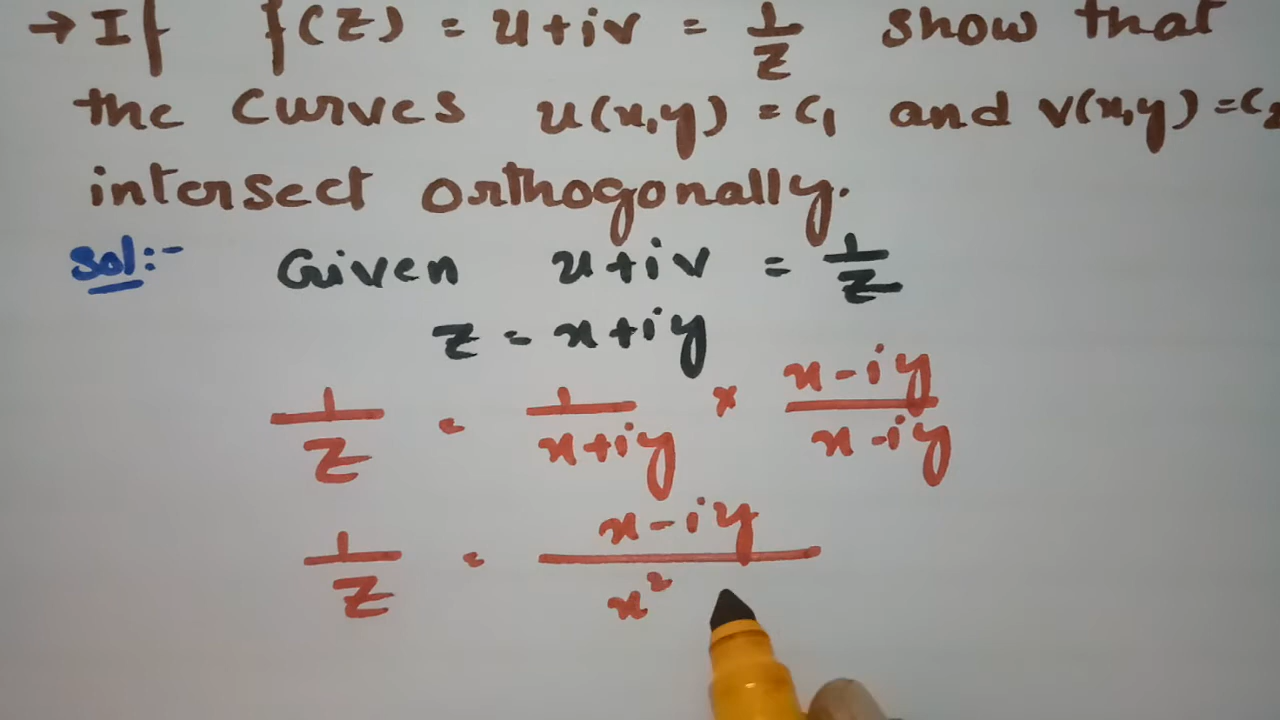 → If f(z) = u+iv = 1/z show that
the curves u(x,y) = c₁ and v(x,y) = c₂
intersect orthogonally.
Sol:- Given u+iv = 1/z
z = x+iy
1/z = 1/(x+iy) × (x-iy)/(x-iy)
1/z = (x-iy)/x²